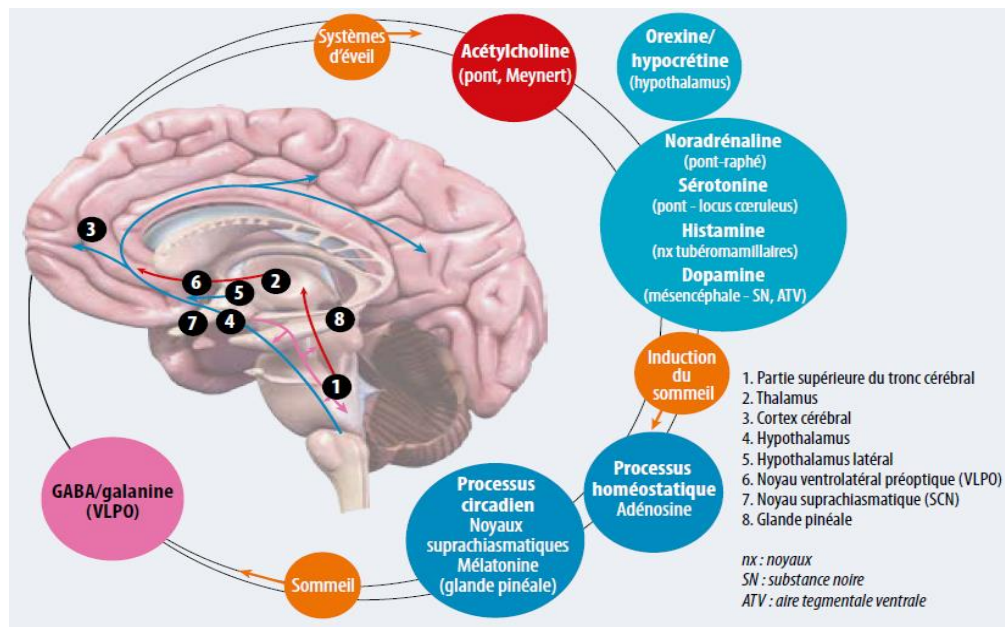 Systèmes
d'éveil
Acétylcholine
(pont, Meynert)
Orexine/
hypocrétine
(hypothalamus)
Noradrénaline
(pont-raphé)
Sérotonine
(pont - locus cœruleus)
Histamine
(nx tubéromamillaires)
Dopamine
(mésencéphale - SN, ATV)
3
6
2
5
7
4
8
1
Induction
du
sommeil
Processus
homéostatique
Adénosine
Processus
circadien
Noyaux
suprachiasmatiques
Mélatonine
(glande pinéale)
Sommeil
GABA/galanine
(VLPO)
1. Partie supérieure du tronc cérébral
2. Thalamus
3. Cortex cérébral
4. Hypothalamus
5. Hypothalamus latéral
6. Noyau ventrolatéral préoptique (VLPO)
7. Noyau suprachiasmatique (SCN)
8. Glande pinéale
nx : noyaux
SN : substance noire
ATV : aire tegmentale ventrale